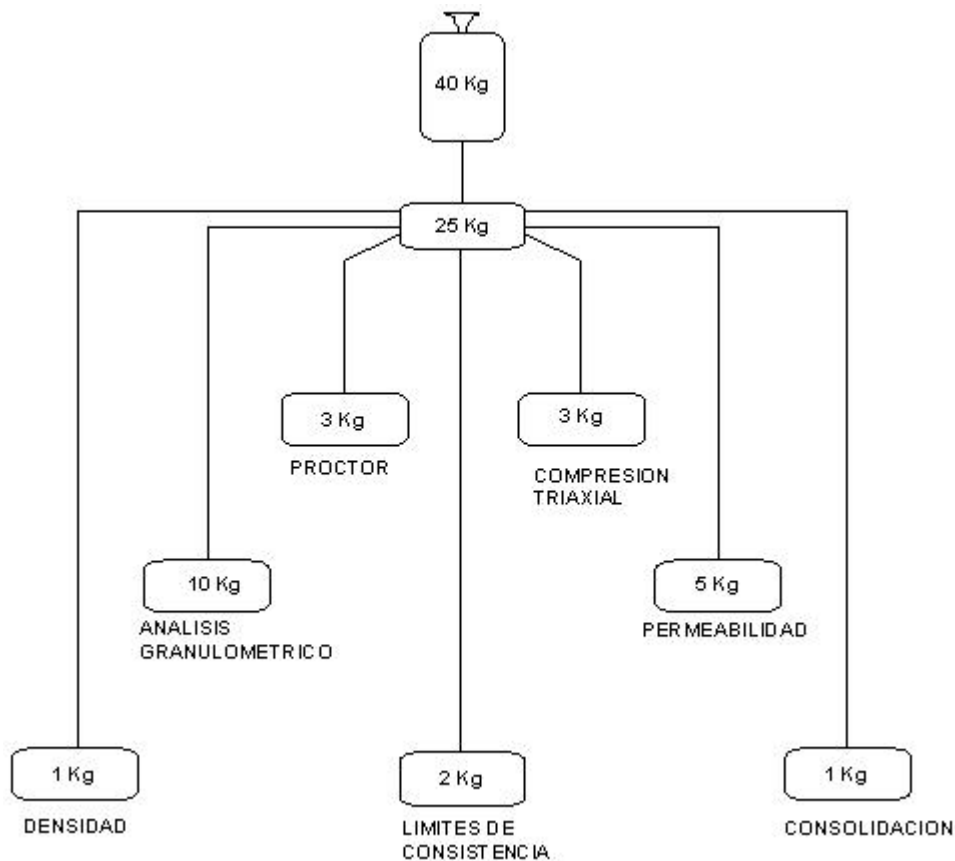 40 Kg
25 Kg
3 Kg
PROCTOR
3 Kg
COMPRESION
TRIAXIAL
10 Kg
ANALISIS
GRANULOMETRICO
5 Kg
PERMEABILIDAD
1 Kg
DENSIDAD
2 Kg
LIMITES DE
CONSISTENCIA
1 Kg
CONSOLIDACION